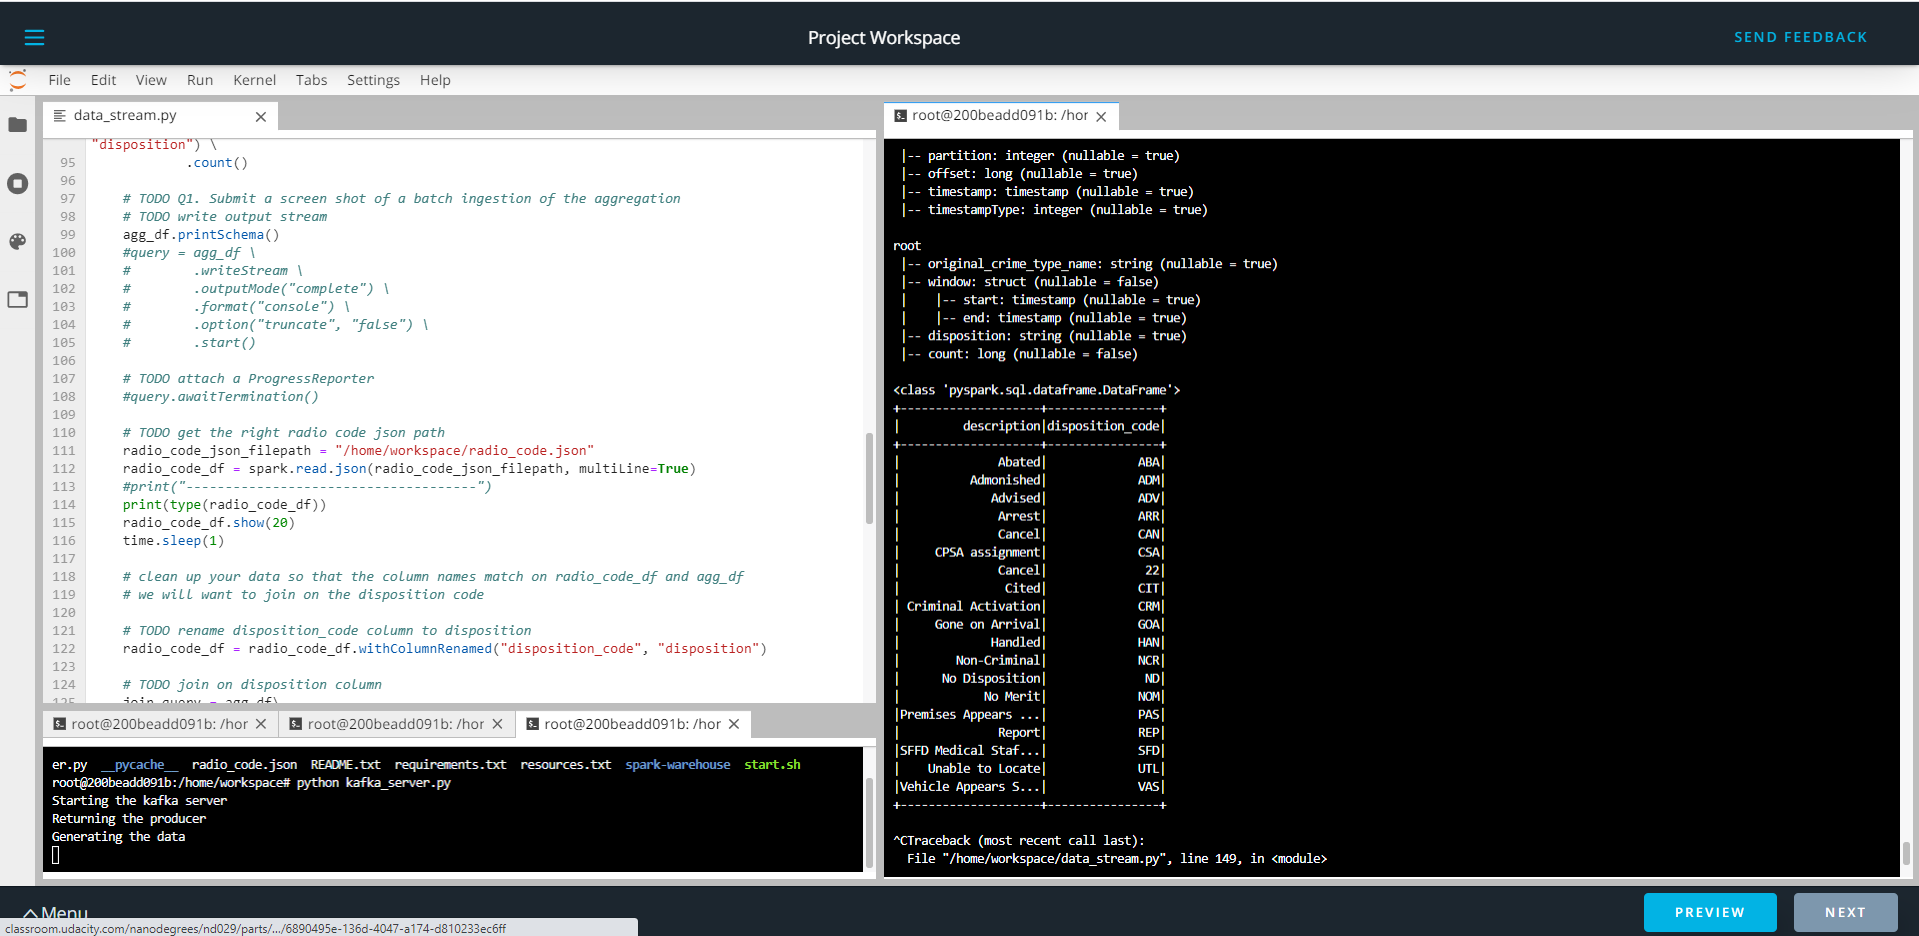 Project Workspace
SEND FEEDBACK
File Edit View Run Kernel Tabs Settings Help
data_stream.py
"disposition") \
95 .count()
96
97 # TODO Q1. Submit a screen shot of a batch ingestion of the aggregation
98 # TODO write output stream
99 agg_df.printSchema()
100 #query = agg_df \
101 # .writeStream \
102 # .outputMode("complete") \
103 # .format("console") \
104 # .option("truncate", "false") \
105 # .start()
106
107 # TODO attach a ProgressReporter
108 #query.awaitTermination()
109
110 # TODO get the right radio code json path
111 radio_code_json_filepath = "/home/workspace/radio_code.json"
112 radio_code_df = spark.read.json(radio_code_json_filepath, multiLine=True)
113 #print("-------------------------------------")
114 print(type(radio_code_df))
115 radio_code_df.show(20)
116 time.sleep(1)
117
118 # clean up your data so that the column names match on radio_code_df and agg_df
119 # we will want to join on the disposition code
120
121 # TODO rename disposition_code column to disposition
122 radio_code_df = radio_code_df.withColumnRenamed("disposition_code", "disposition")
123
124 # TODO join on disposition column
125 join_query = agg_df\
root@200beadd091b: /hor
root@200beadd091b: /hor
root@200beadd091b: /hor
er.py __pycache__ radio_code.json README.txt requirements.txt resources.txt spark-warehouse start.sh
root@200beadd091b:/home/workspace# python kafka_server.py
Starting the kafka server
Returning the producer
Generating the data
root@200beadd091b: /hor
|-- partition: integer (nullable = true)
|-- offset: long (nullable = true)
|-- timestamp: timestamp (nullable = true)
|-- timestampType: integer (nullable = true)
root
|-- original_crime_type_name: string (nullable = true)
|-- window: struct (nullable = false)
| |-- start: timestamp (nullable = true)
| |-- end: timestamp (nullable = true)
|-- disposition: string (nullable = true)
|-- count: long (nullable = false)
<class 'pyspark.sql.dataframe.DataFrame'>
+--------------------+----------------+
| description|disposition_code|
+--------------------+----------------+
| Abated| ABA|
| Admonished| ADM|
| Advised| ADV|
| Arrest| ARR|
| Cancel| CAN|
| CPSA assignment| CSA|
| Cancel| 22|
| Cited| CIT|
| Criminal Activation| CRM|
| Gone on Arrival| GOA|
| Handled| HAN|
| Non-Criminal| NCR|
| No Disposition| ND|
| No Merit| NOM|
|Premises Appears ...| PAS|
| Report| REP|
|SFFD Medical Staf...| SFD|
| Unable to Locate| UTL|
|Vehicle Appears S...| VAS|
+--------------------+----------------+
^CTraceback (most recent call last):
File "/home/workspace/data_stream.py", line 149, in <module>
Menu
PREVIEW
NEXT
classroom.udacity.com/nanodegrees/nd029/parts/.../6890495e-136d-4047-a174-d810233ec6ff